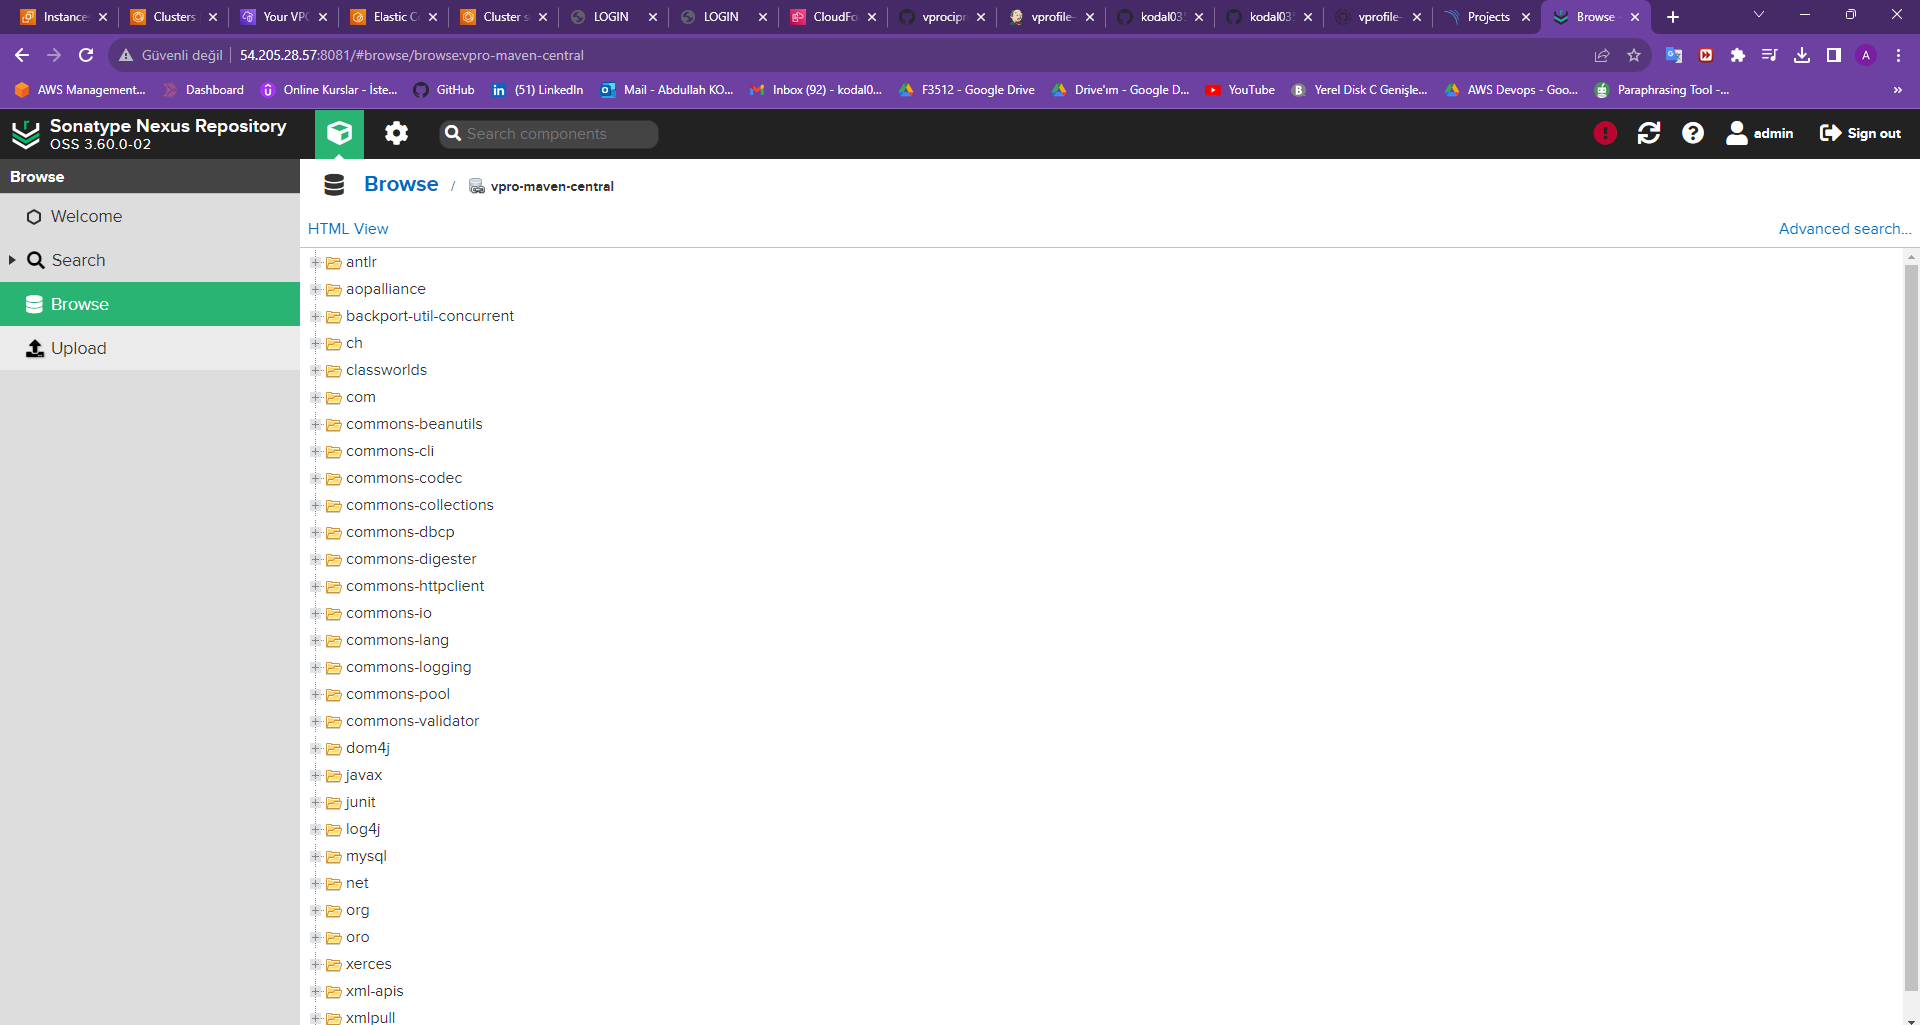 Instances
Clusters
Your VPC
Elastic C
Cluster s
LOGIN
LOGIN
CloudFo
vprocipr
vprofile-
kodal03
kodal03
vprofile-
Projects
Browse -
Güvenli değil
54.205.28.57:8081/#browse/browse:vpro-maven-central
A
AWS Management...
Dashboard
Online Kurslar - İste...
GitHub
(51) LinkedIn
Mail - Abdullah KO...
Inbox (92) - kodal0...
F3512 - Google Drive
Drive'ım - Google D...
YouTube
Yerel Disk C Genişle...
AWS Devops - Goo...
Paraphrasing Tool -...
»
Sonatype Nexus Repository
OSS 3.60.0-02
Search components
admin
Sign out
Browse
Welcome
Search
Browse
Upload
Browse / vpro-maven-central
HTML View
Advanced search...
antlr
aopalliance
backport-util-concurrent
ch
classworlds
com
commons-beanutils
commons-cli
commons-codec
commons-collections
commons-dbcp
commons-digester
commons-httpclient
commons-io
commons-lang
commons-logging
commons-pool
commons-validator
dom4j
javax
junit
log4j
mysql
net
org
oro
xerces
xml-apis
xmlpull